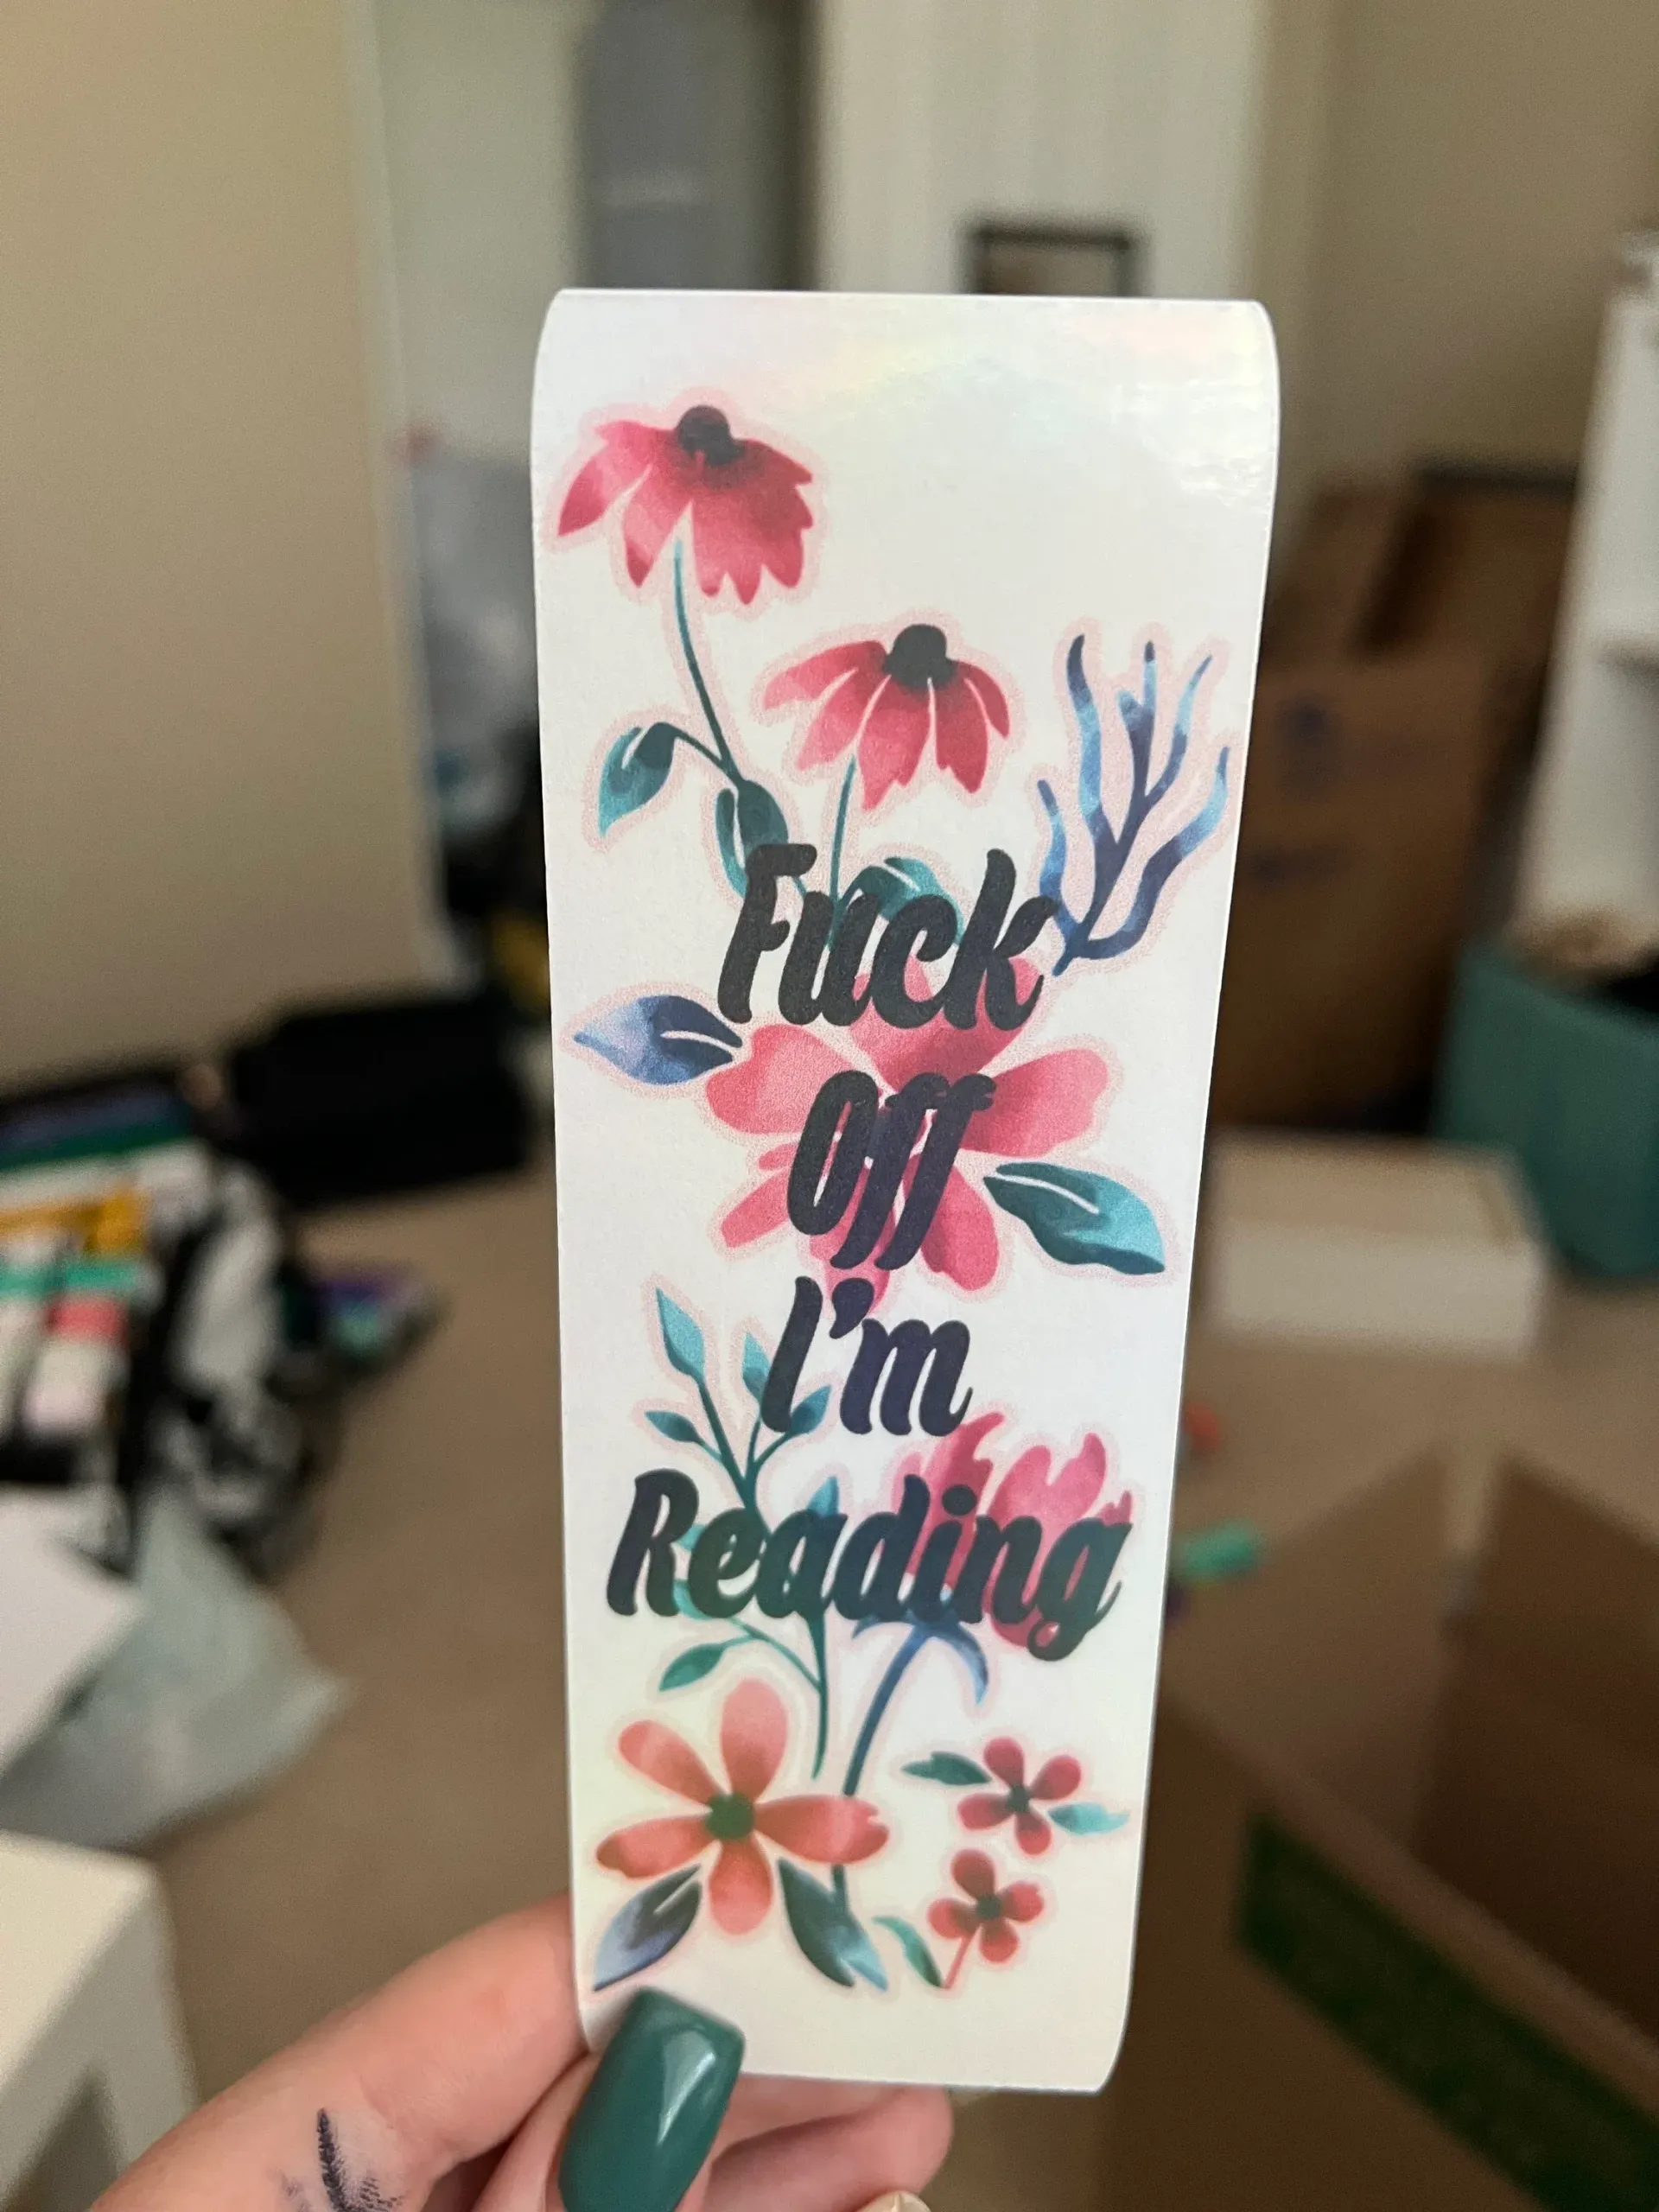 Fuck
Off
I'm
Reading